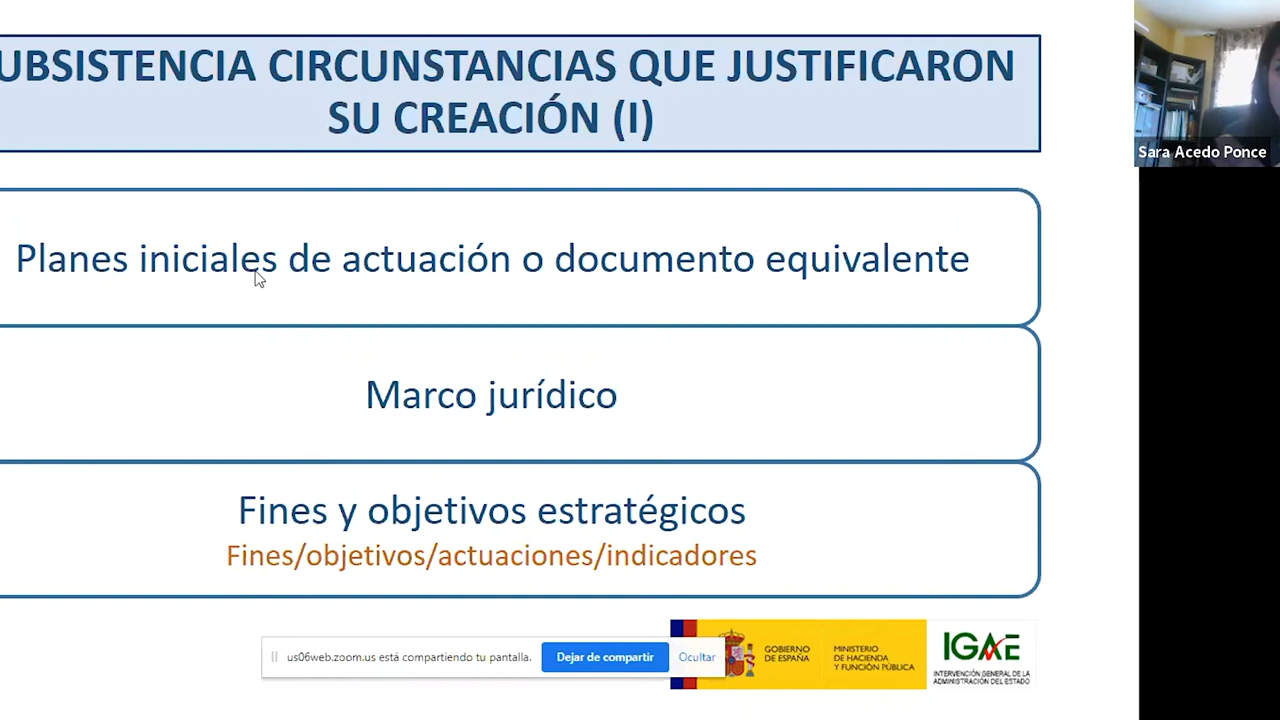 UBSISTENCIA CIRCUNSTANCIAS QUE JUSTIFICARON
SU CREACIÓN (I)
Sara Acedo Ponce
Planes iniciales de actuación o documento equivalente
Marco jurídico
Fines y objetivos estratégicos
Fines/objetivos/actuaciones/indicadores
us06web.zoom.us está compartiendo tu pantalla.
Dejar de compartir
Ocultar
GOBIERNO
DE ESPAÑA
MINISTERIO
DE HACIENDA
Y FUNCIÓN PÚBLICA
IGAE
INTERVENCIÓN GENERAL DE LA
ADMINISTRACIÓN DEL ESTADO